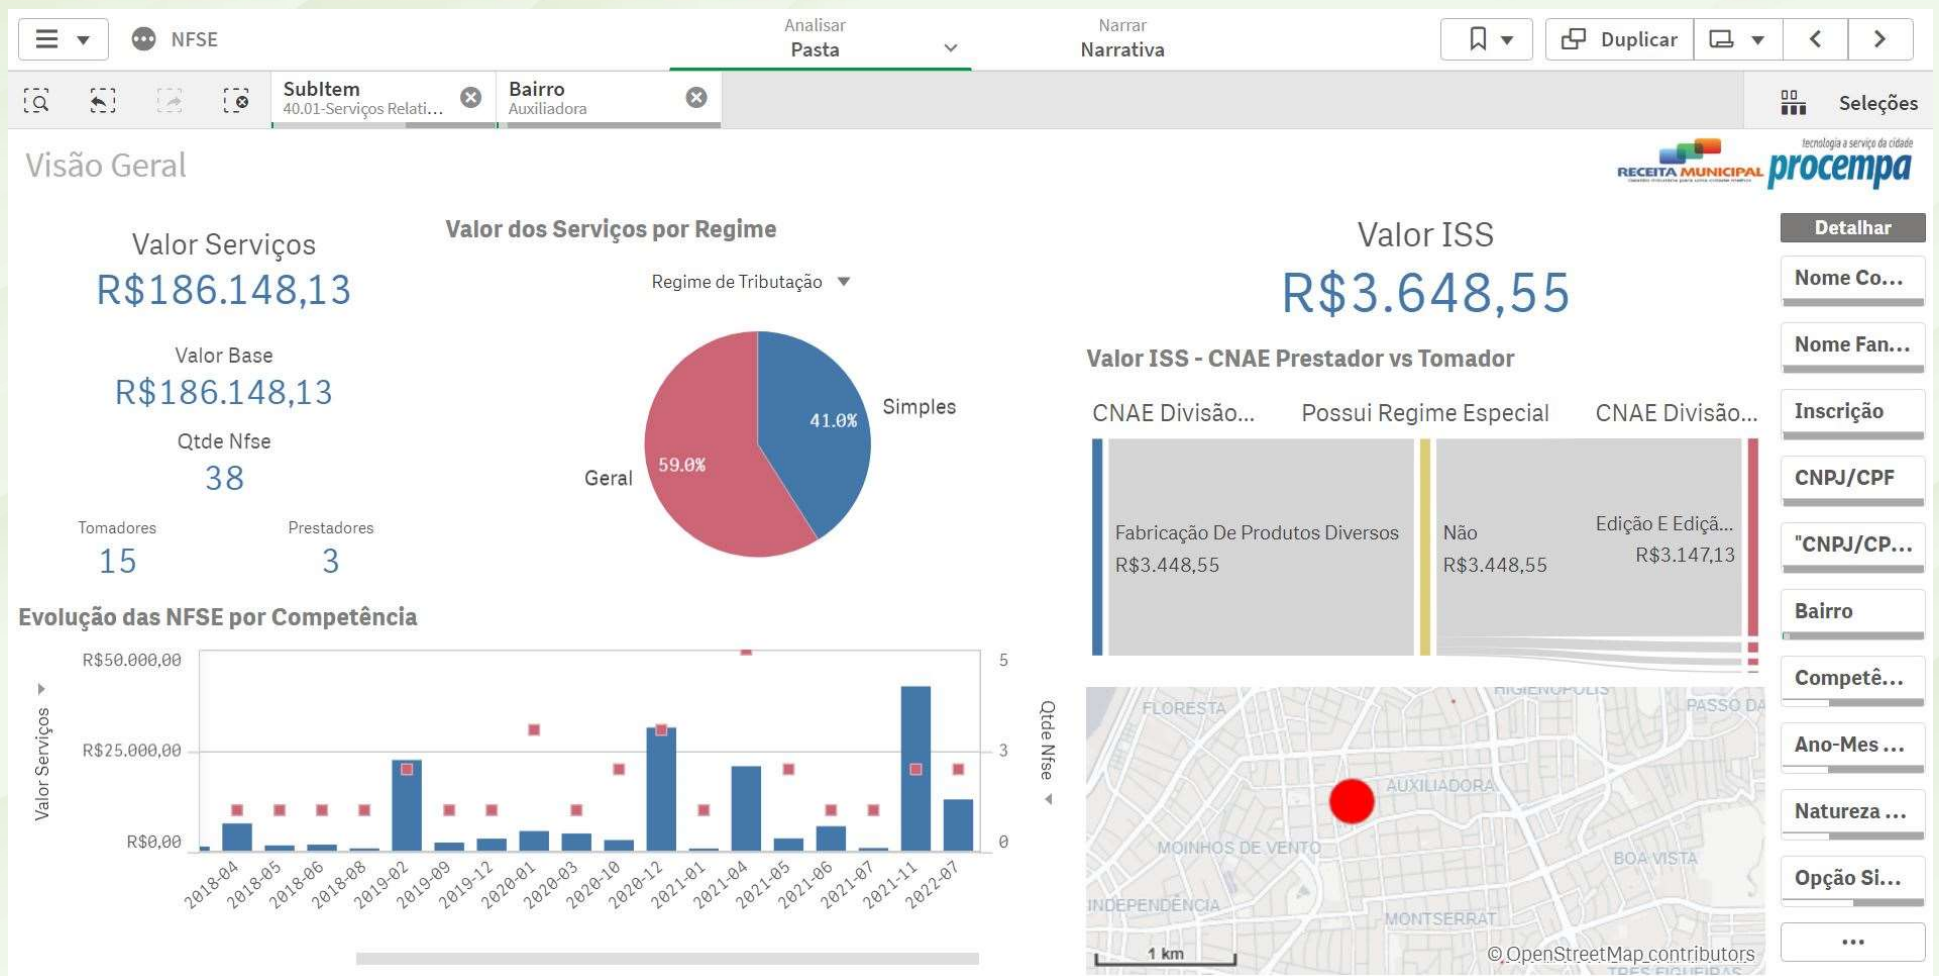 NFSE
Analisar
Pasta
Narrar
Narrativa
Duplicar
SubItem
40.01-Serviços Relati...
Bairro
Auxiliadora
Seleções
Visão Geral
RECEITA MUNICIPAL
tecnologia a serviço da cidade
procempa
Valor Serviços
R$186.148,13
Valor Base
R$186.148,13
Qtde Nfse
38
Tomadores
15
Prestadores
3
Valor dos Serviços por Regime
Regime de Tributação
41.0%
Simples
59.0%
Geral
Valor ISS
R$3.648,55
Valor ISS - CNAE Prestador vs Tomador
CNAE Divisão...
Possui Regime Especial
CNAE Divisão...
Fabricação De Produtos Diversos
R$3.448,55
Não
R$3.448,55
Edição E Ediçã...
R$3.147,13
Evolução das NFSE por Competência
Valor Serviços
R$50.000,00
R$25.000,00
R$0,00
5
3
0
Qtde Nfse
2018-04
2018-05
2018-06
2018-08
2019-02
2019-09
2019-12
2020-01
2020-03
2020-10
2020-12
2021-01
2021-04
2021-05
2021-06
2021-07
2021-11
2022-07
HIGIENÓPOLIS
FLORESTA
PASSO DA
AUXILIADORA
MOINHOS DE VENTO
BOA VISTA
INDEPENDÊNCIA
MONTSERRAT
1 km
© OpenStreetMap contributors
TRÊS FIGUEIRAS
Detalhar
Nome Co...
Nome Fan...
Inscrição
CNPJ/CPF
"CNPJ/CP...
Bairro
Competê...
Ano-Mes ...
Natureza ...
Opção Si...
...